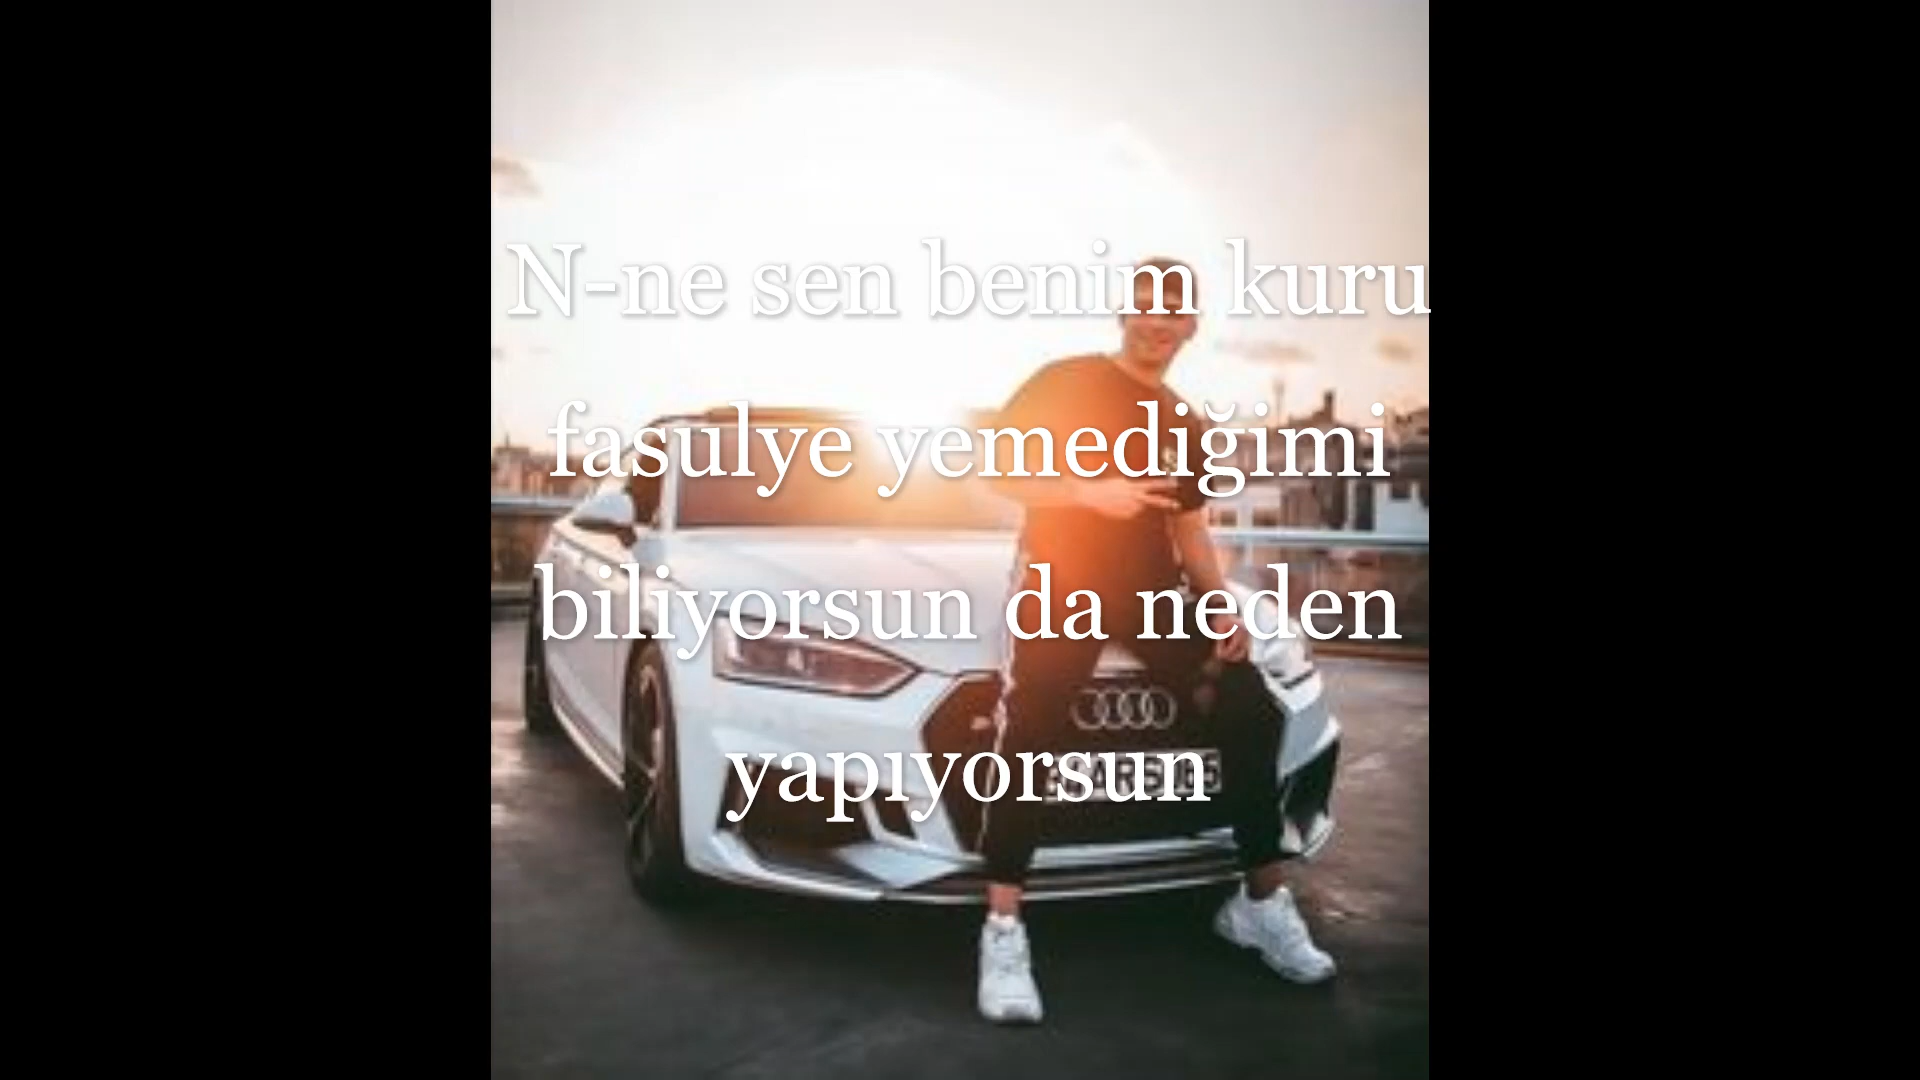 N-ne sen benim kuru
fasulye yemediğimi
biliyorsun da neden
yapıyorsun